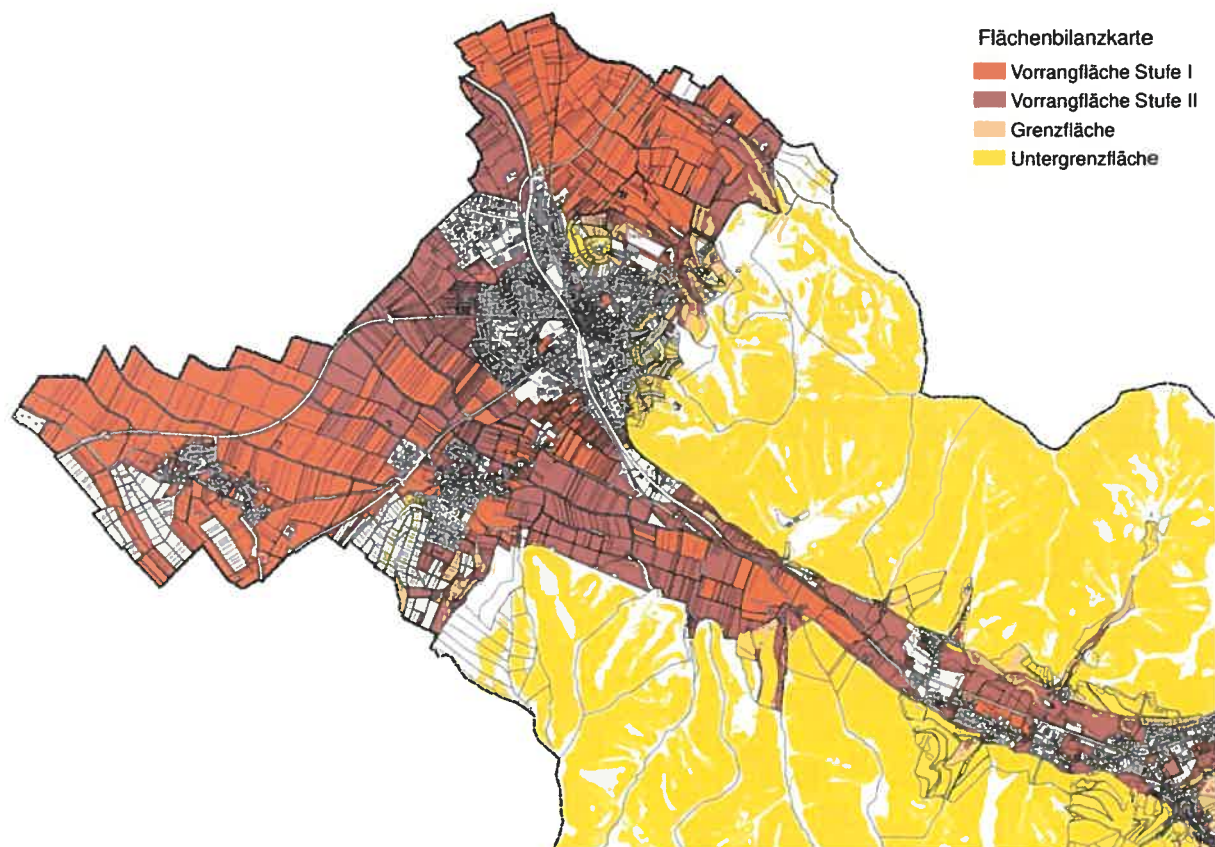 Flächenbilanzkarte
Vorrangfläche Stufe I
Vorrangfläche Stufe II
Grenzfläche
Untergrenzfläche